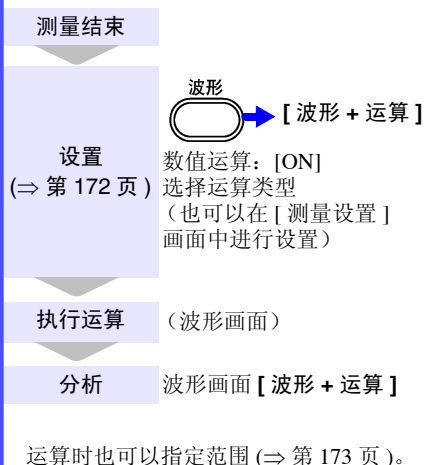 测量结束
波形
[ 波形 + 运算 ]
设置
(⇒ 第 172 页 )
数值运算：[ON]
选择运算类型
（也可以在 [ 测量设置 ]
画面中进行设置）
执行运算
（波形画面）
分析
波形画面 [ 波形 + 运算 ]
运算时也可以指定范围 (⇒ 第 173 页 )。